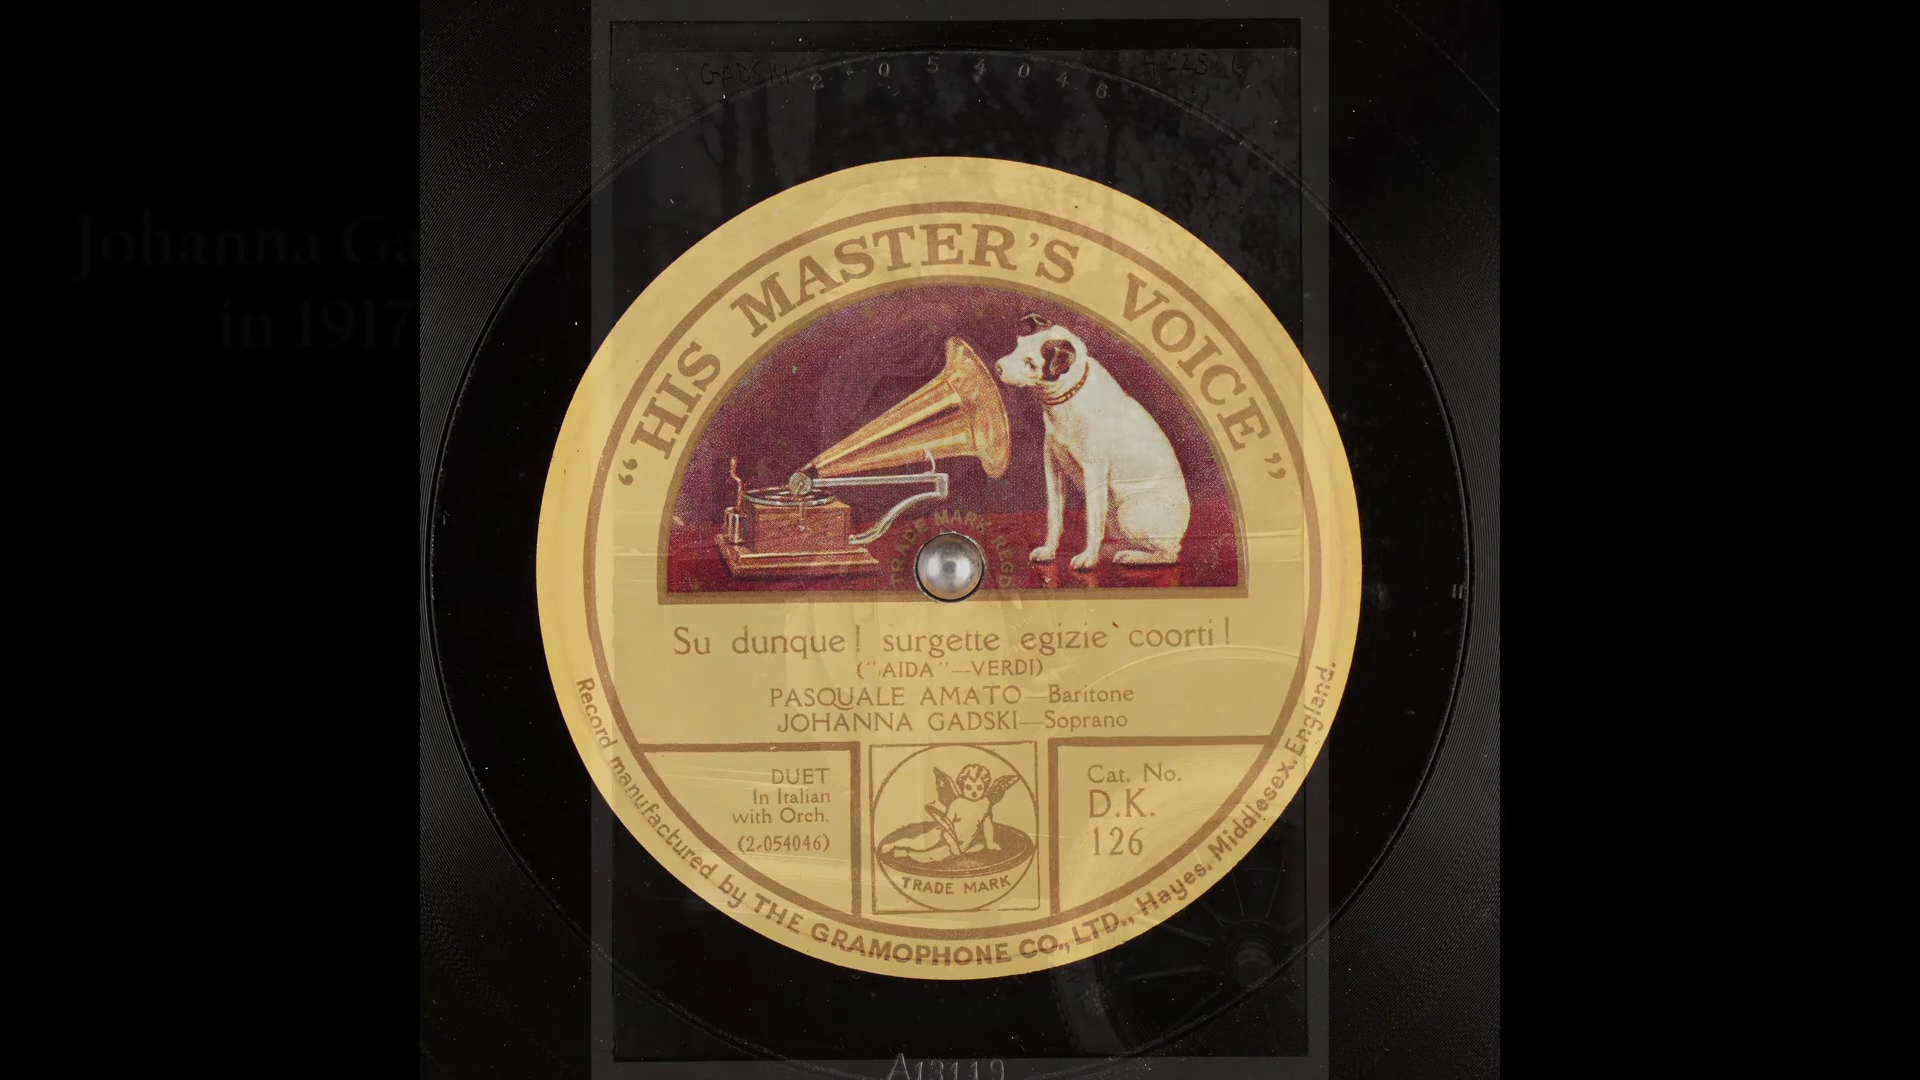 GADSKI
2-054046
Johanna Gadski
in 1917
"HIS MASTER'S VOICE"
TRADE MARK REGD
Su dunque! surgette egizie coorti!
("AIDA"—VERDI)
PASQUALE AMATO—Baritone
JOHANNA GADSKI—Soprano
DUET
In Italian
with Orch.
(2-054046)
TRADE MARK
Cat. No.
D.K.
126
Record manufactured by THE GRAMOPHONE CO., LTD., Hayes, Middlesex, England.
A13119